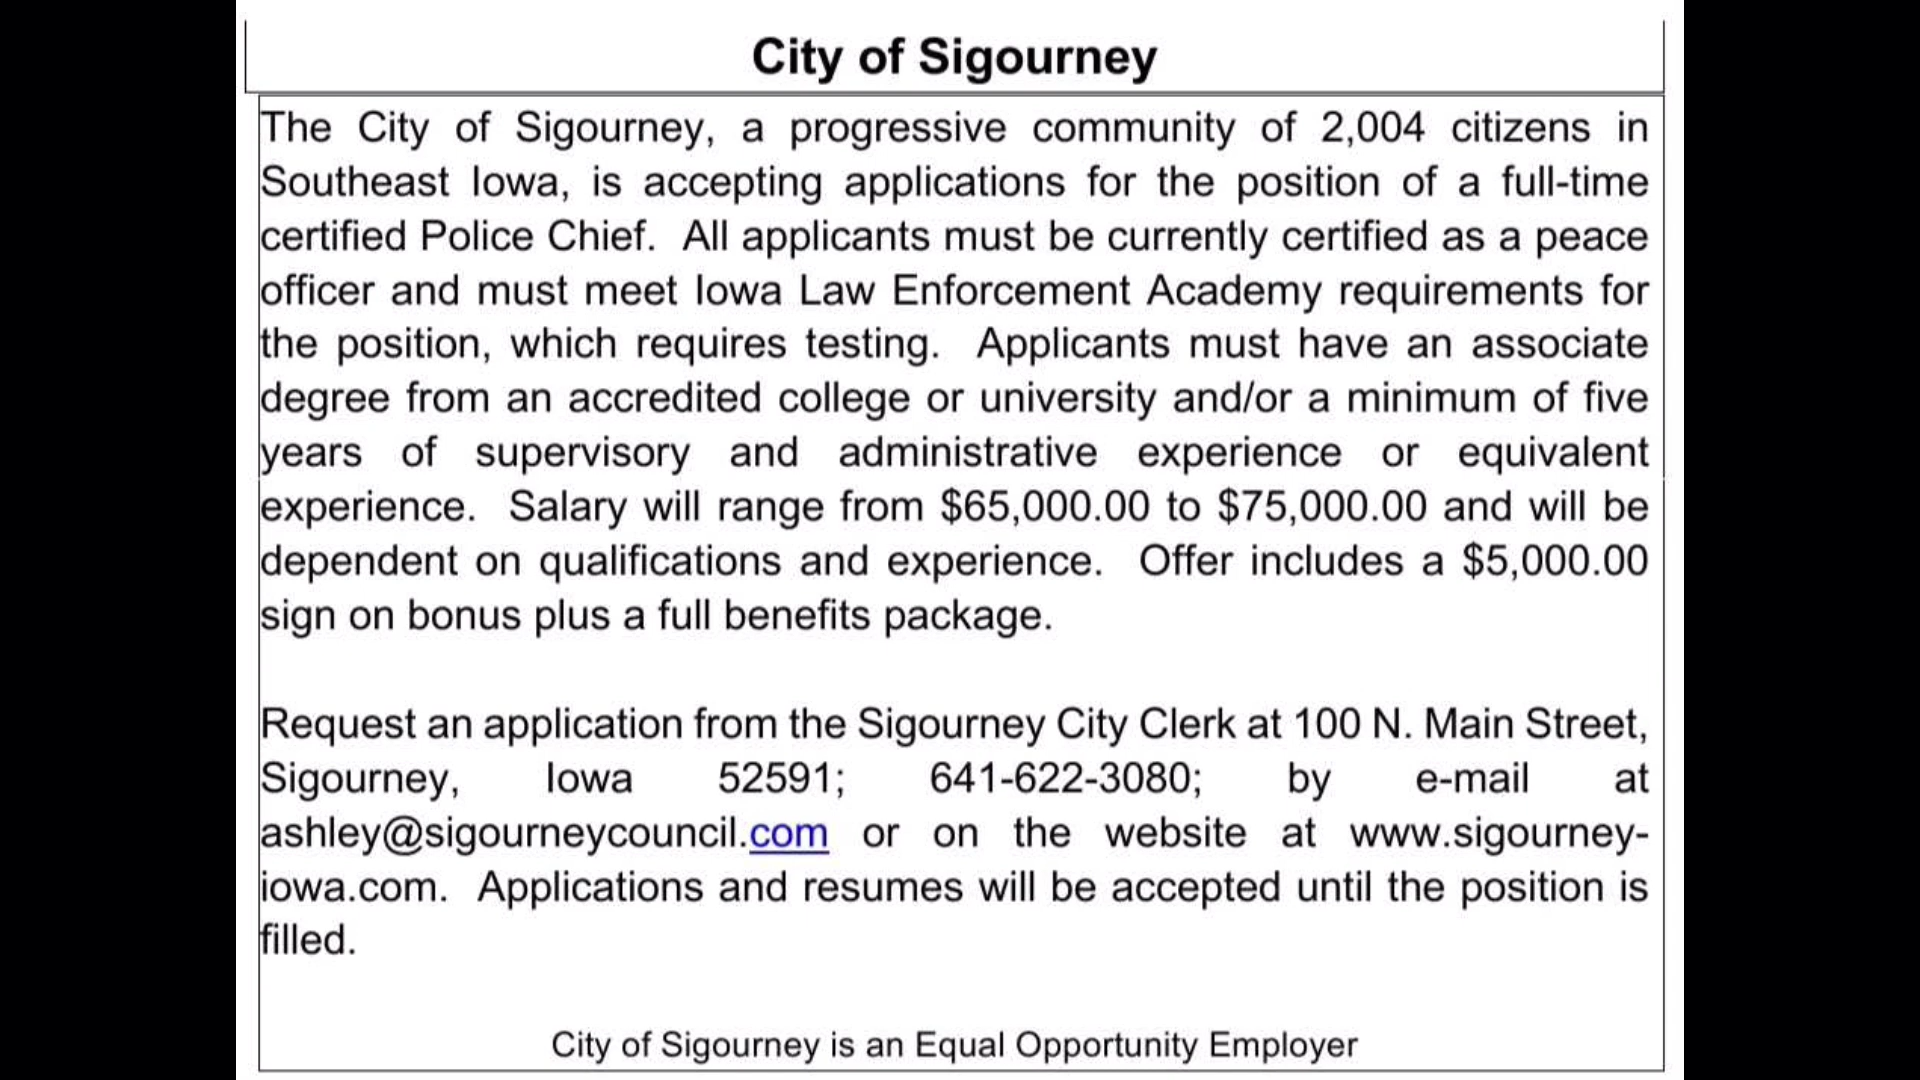 City of Sigourney
The City of Sigourney, a progressive community of 2,004 citizens in
Southeast Iowa, is accepting applications for the position of a full-time
certified Police Chief. All applicants must be currently certified as a peace
officer and must meet Iowa Law Enforcement Academy requirements for
the position, which requires testing. Applicants must have an associate
degree from an accredited college or university and/or a minimum of five
years of supervisory and administrative experience or equivalent
experience. Salary will range from $65,000.00 to $75,000.00 and will be
dependent on qualifications and experience. Offer includes a $5,000.00
sign on bonus plus a full benefits package.
Request an application from the Sigourney City Clerk at 100 N. Main Street,
Sigourney, Iowa 52591; 641-622-3080; by e-mail at
ashley@sigourneycouncil.com or on the website at www.sigourney-
iowa.com. Applications and resumes will be accepted until the position is
filled.
City of Sigourney is an Equal Opportunity Employer